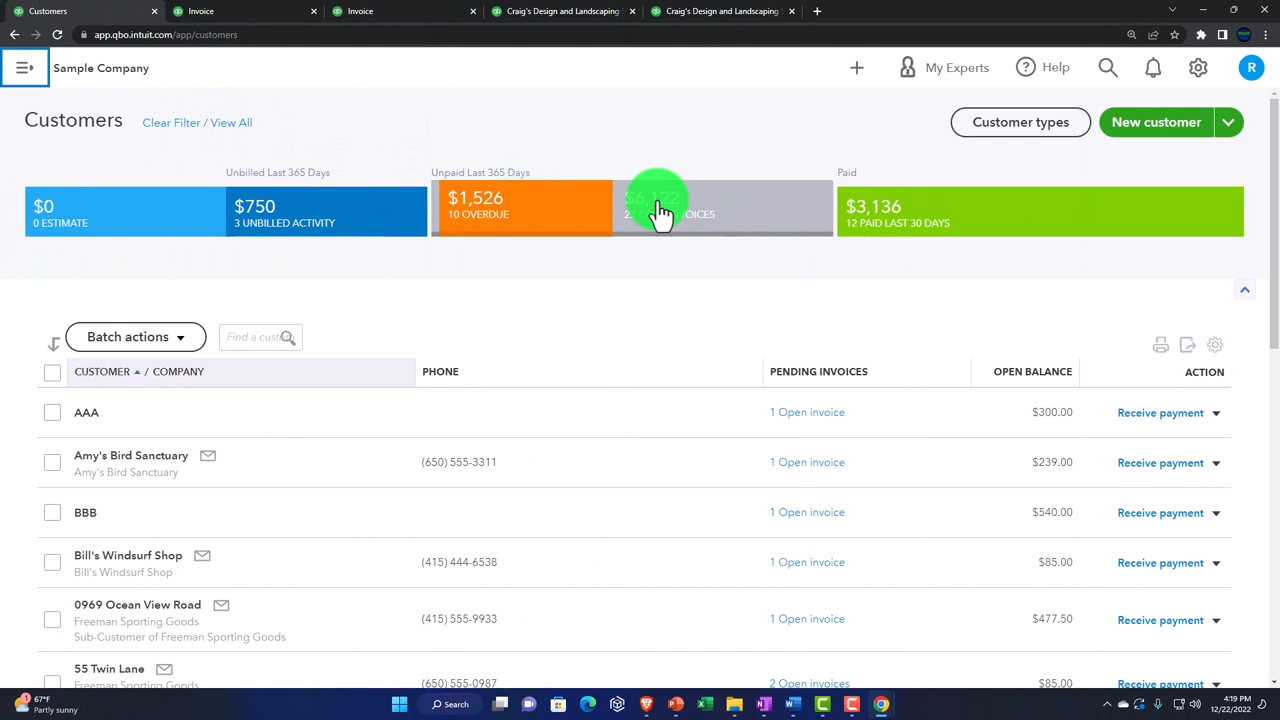 Customers
Invoice
Invoice
Craig's Design and Landscaping
Craig's Design and Landscaping
app.qbo.intuit.com/app/customers
Sample Company
My Experts
Help
R
Customers
Clear Filter / View All
Customer types
New customer
Unbilled Last 365 Days
Unpaid Last 365 Days
Paid
$0
0 ESTIMATE
$750
3 UNBILLED ACTIVITY
$1,526
10 OVERDUE
$6,122
$3,136
12 PAID LAST 30 DAYS
Batch actions
Find a
CUSTOMER / COMPANY
PHONE
PENDING INVOICES
OPEN BALANCE
ACTION
AAA
1 Open invoice
$300.00
Receive payment
Amy's Bird Sanctuary
Amy's Bird Sanctuary
(650) 555-3311
1 Open invoice
$239.00
Receive payment
BBB
1 Open invoice
$540.00
Receive payment
Bill's Windsurf Shop
Bill's Windsurf Shop
(415) 444-6538
1 Open invoice
$85.00
Receive payment
0969 Ocean View Road
Freeman Sporting Goods
Sub-Customer of Freeman Sporting Goods
(415) 555-9933
1 Open invoice
$477.50
Receive payment
55 Twin Lane
Freeman Sporting Goods
(650) 555-0987
2 Open invoices
$85.00
Receive payment
1
67°F
Partly sunny
Search
4:19 PM
12/22/2022